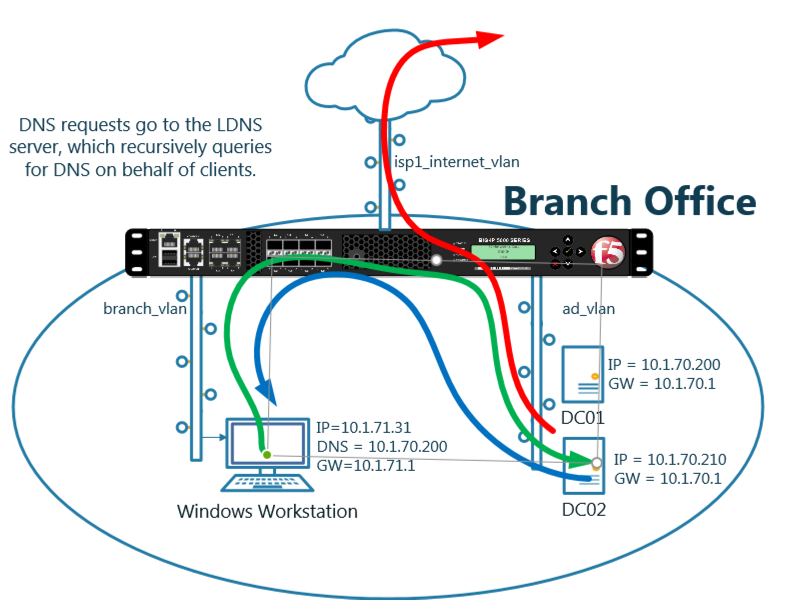 DNS requests go to the LDNS
server, which recursively queries
for DNS on behalf of clients.
isp1_internet_vlan
Branch Office
BIG-IP 5000 SERIES
f5
branch_vlan
ad_vlan
IP = 10.1.70.200
GW = 10.1.70.1
DC01
IP=10.1.71.31
DNS = 10.1.70.200
GW=10.1.71.1
IP = 10.1.70.210
GW = 10.1.70.1
Windows Workstation
DC02